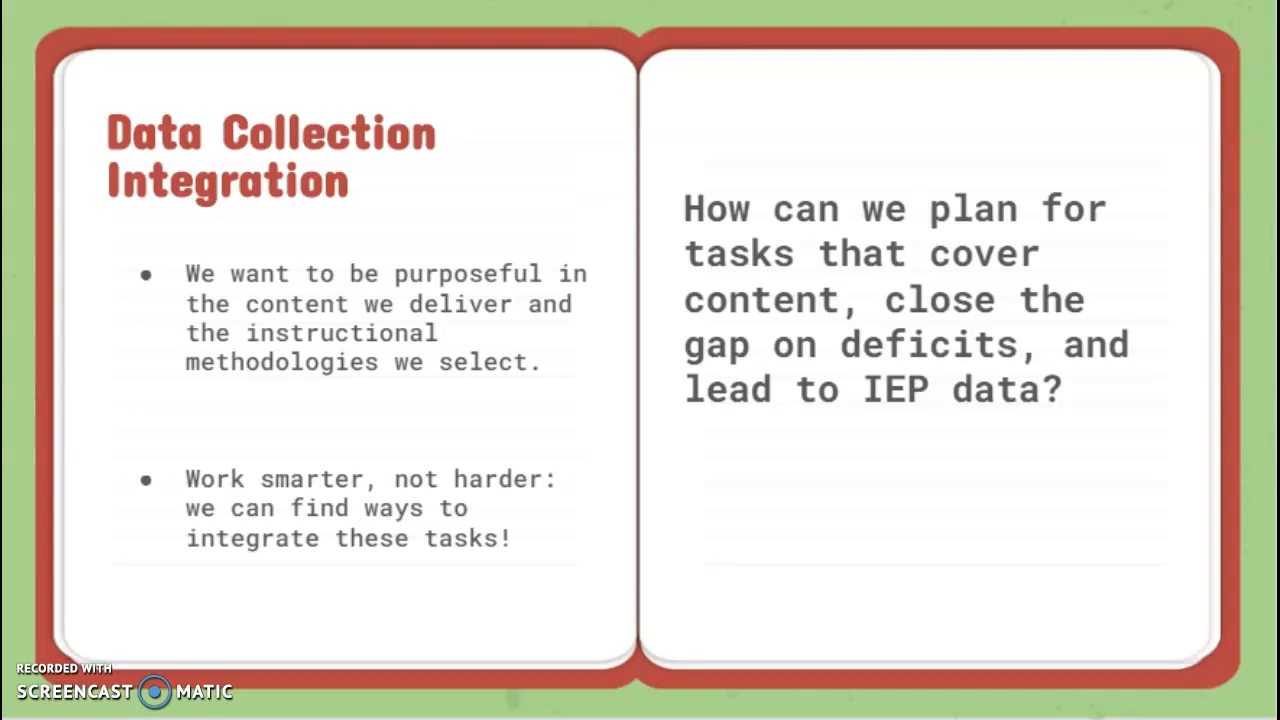 Data Collection
Integration
● We want to be purposeful in
the content we deliver and
the instructional
methodologies we select.
● Work smarter, not harder:
we can find ways to
integrate these tasks!
How can we plan for
tasks that cover
content, close the
gap on deficits, and
lead to IEP data?
RECORDED WITH
SCREENCAST MATIC